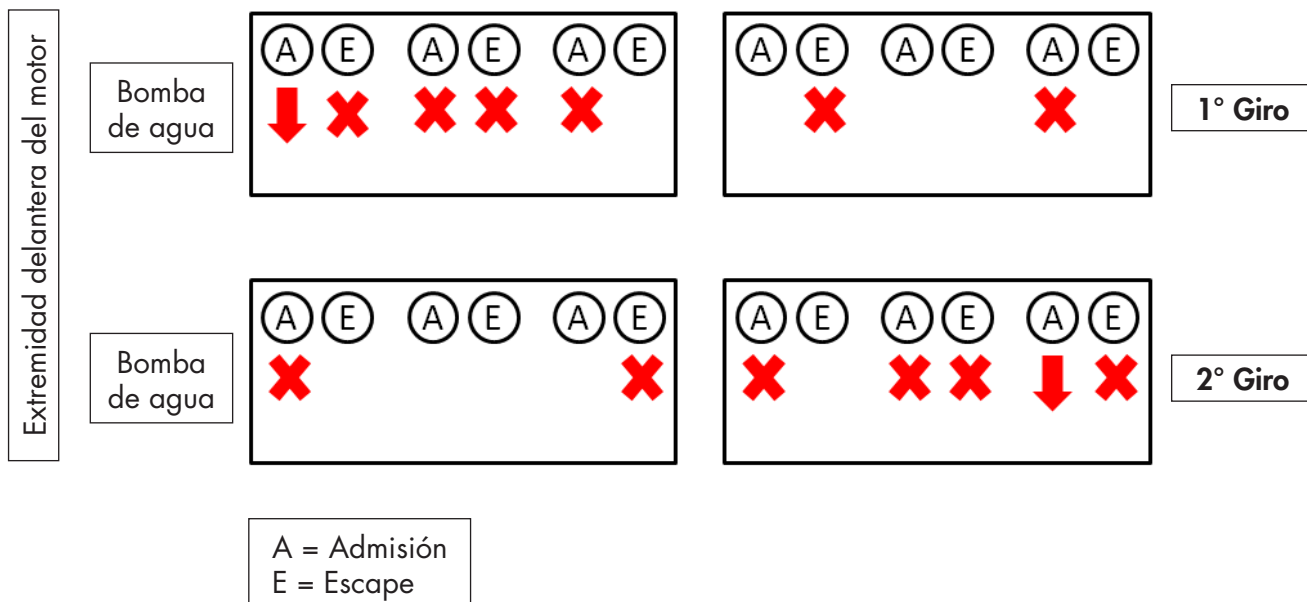 Extremidad delantera del motor
A E A E A E
A E A E A E
Bomba
de agua
1° Giro
A E A E A E
A E A E A E
Bomba
de agua
2° Giro
A = Admisión
E = Escape